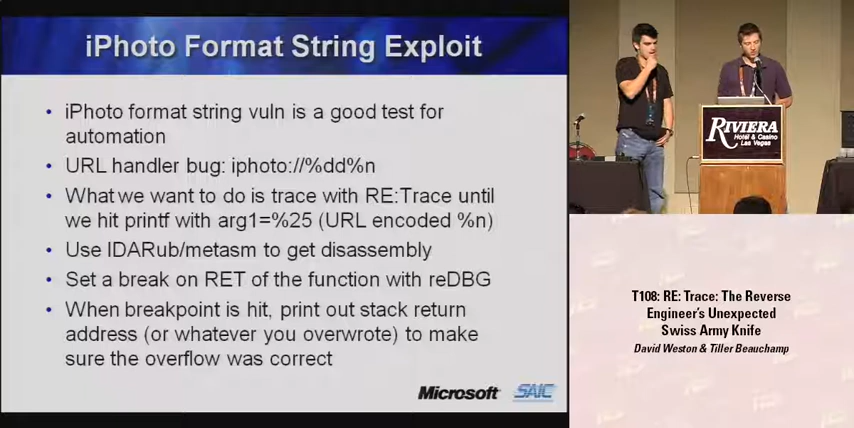 iPhoto Format String Exploit
• iPhoto format string vuln is a good test for
automation
• URL handler bug: iphoto://%dd%n
• What we want to do is trace with RE:Trace until
we hit printf with arg1=%25 (URL encoded %n)
• Use IDARub/metasm to get disassembly
• Set a break on RET of the function with reDBG
• When breakpoint is hit, print out stack return
address (or whatever you overwrote) to make
sure the overflow was correct
Microsoft SAIC
RIVIERA
Hotel & Casino
Las Vegas
T108: RE: Trace: The Reverse
Engineer's Unexpected
Swiss Army Knife
David Weston & Tiller Beauchamp